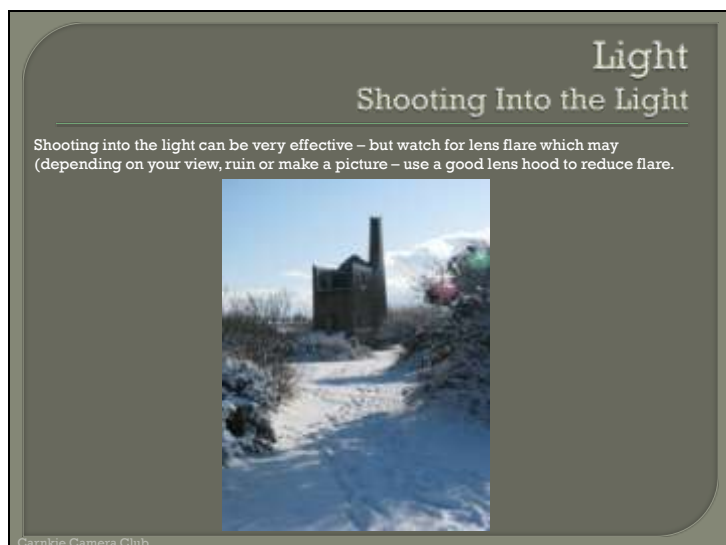 Light
Shooting Into the Light
Shooting into the light can be very effective – but watch for lens flare which may
(depending on your view, ruin or make a picture – use a good lens hood to reduce flare.
Carnkie Camera Club